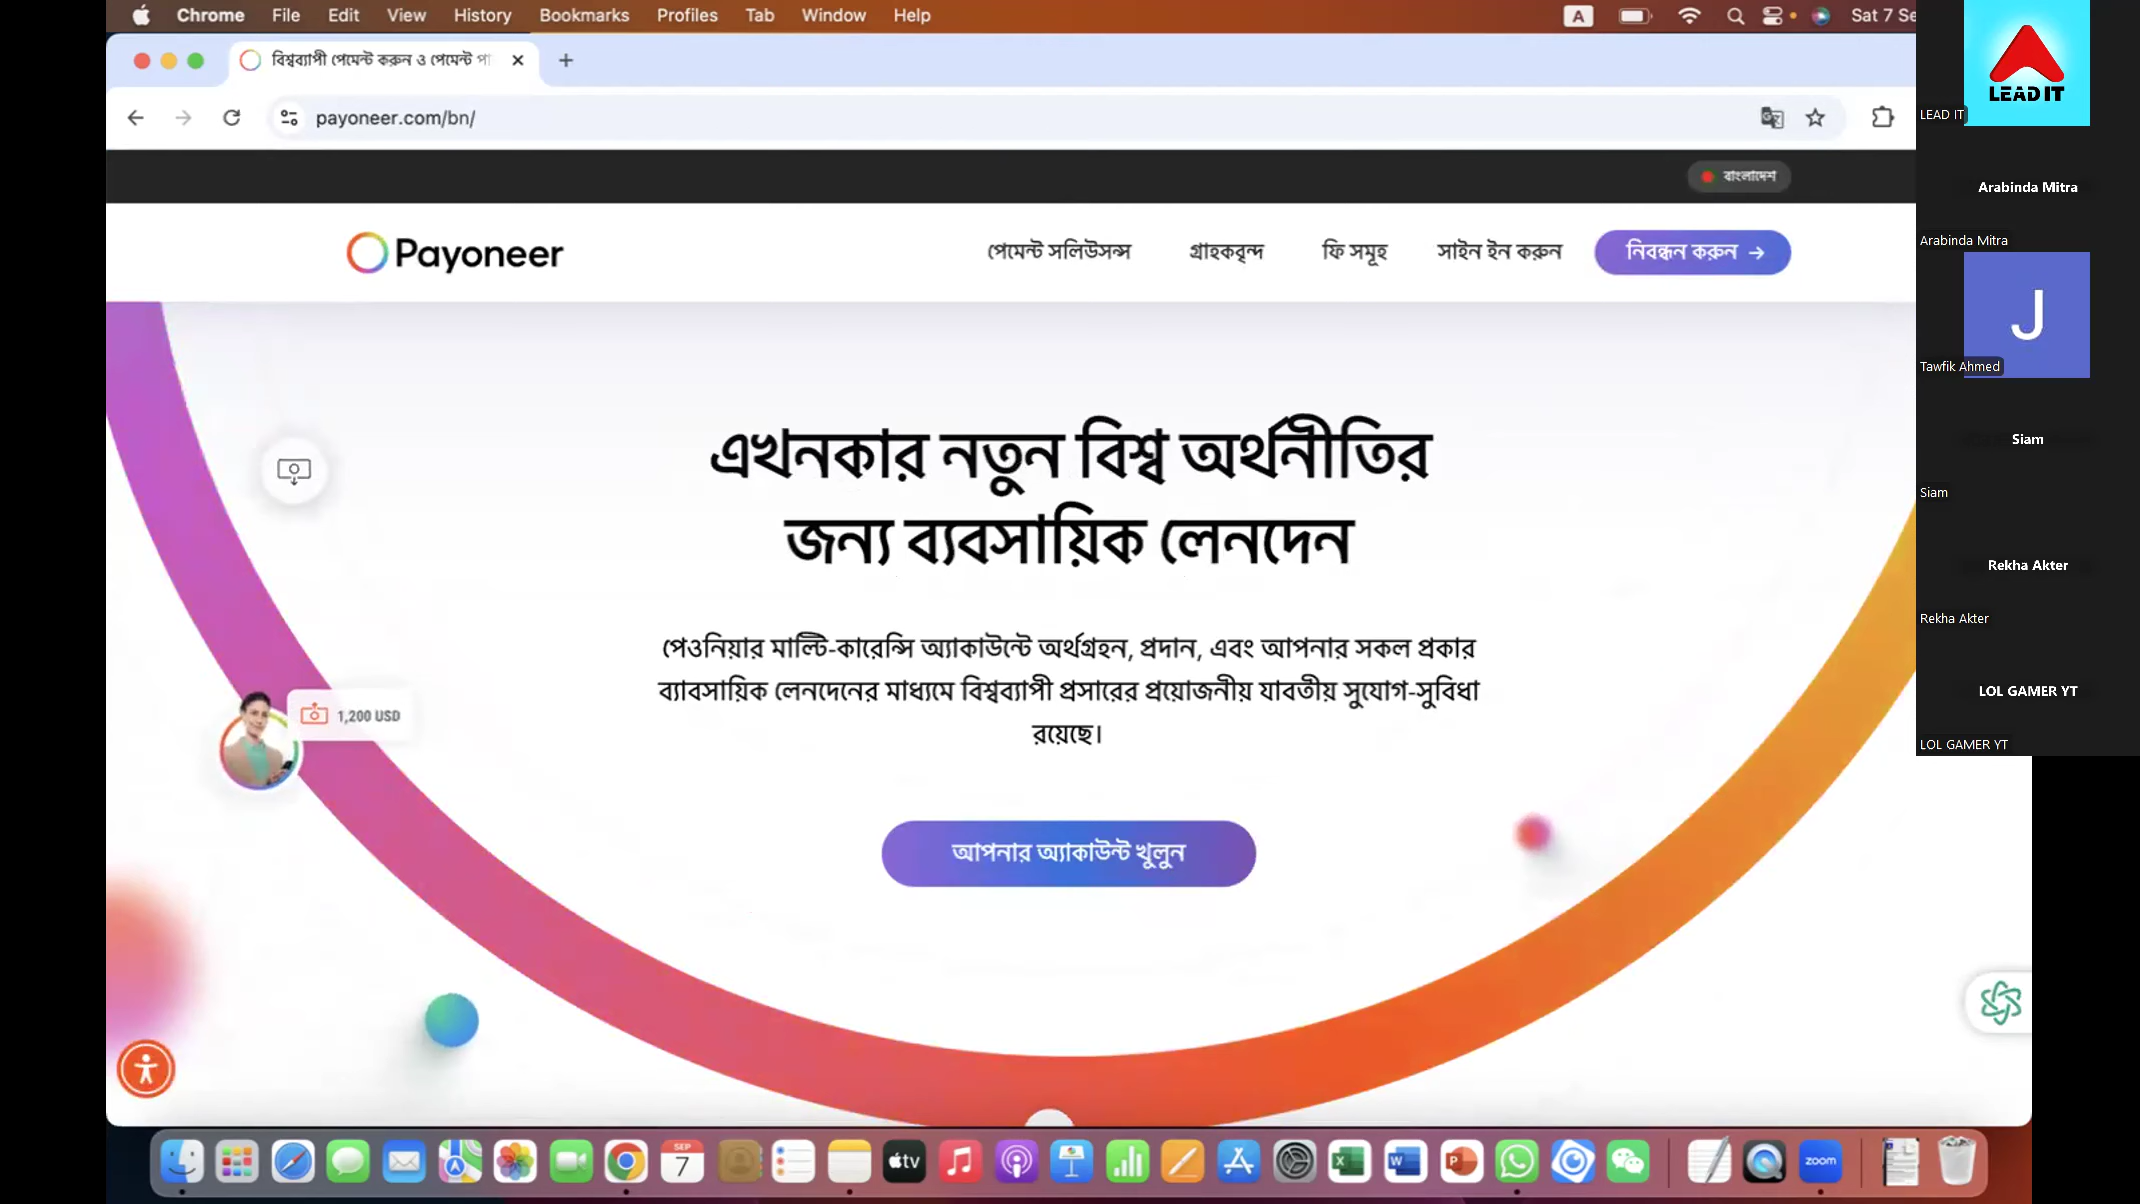 Chrome File Edit View History Bookmarks Profiles Tab Window Help
A
Sat 7 Se
বিশ্বব্যাপী পেমেন্ট করুন ও পেমেন্ট পা
payoneer.com/bn/
বাংলাদেশ
Payoneer
পেমেন্ট সলিউসন্স গ্রাহকবৃন্দ ফি সমূহ সাইন ইন করুন নিবন্ধন করুন →
এখনকার নতুন বিশ্ব অর্থনীতির
জন্য ব্যবসায়িক লেনদেন
পেওনিয়ার মাল্টি-কারেন্সি অ্যাকাউন্টে অর্থগ্রহন, প্রদান, এবং আপনার সকল প্রকার
ব্যাবসায়িক লেনদেনের মাধ্যমে বিশ্বব্যাপী প্রসারের প্রয়োজনীয় যাবতীয় সুযোগ-সুবিধা
রয়েছে।
1,200 USD
আপনার অ্যাকাউন্ট খুলুন
LEAD IT
LEAD IT
Arabinda Mitra
Arabinda Mitra
J
Tawfik Ahmed
Siam
Siam
Rekha Akter
Rekha Akter
LOL GAMER YT
LOL GAMER YT
SEP
7
tv
X
W
P
zoom